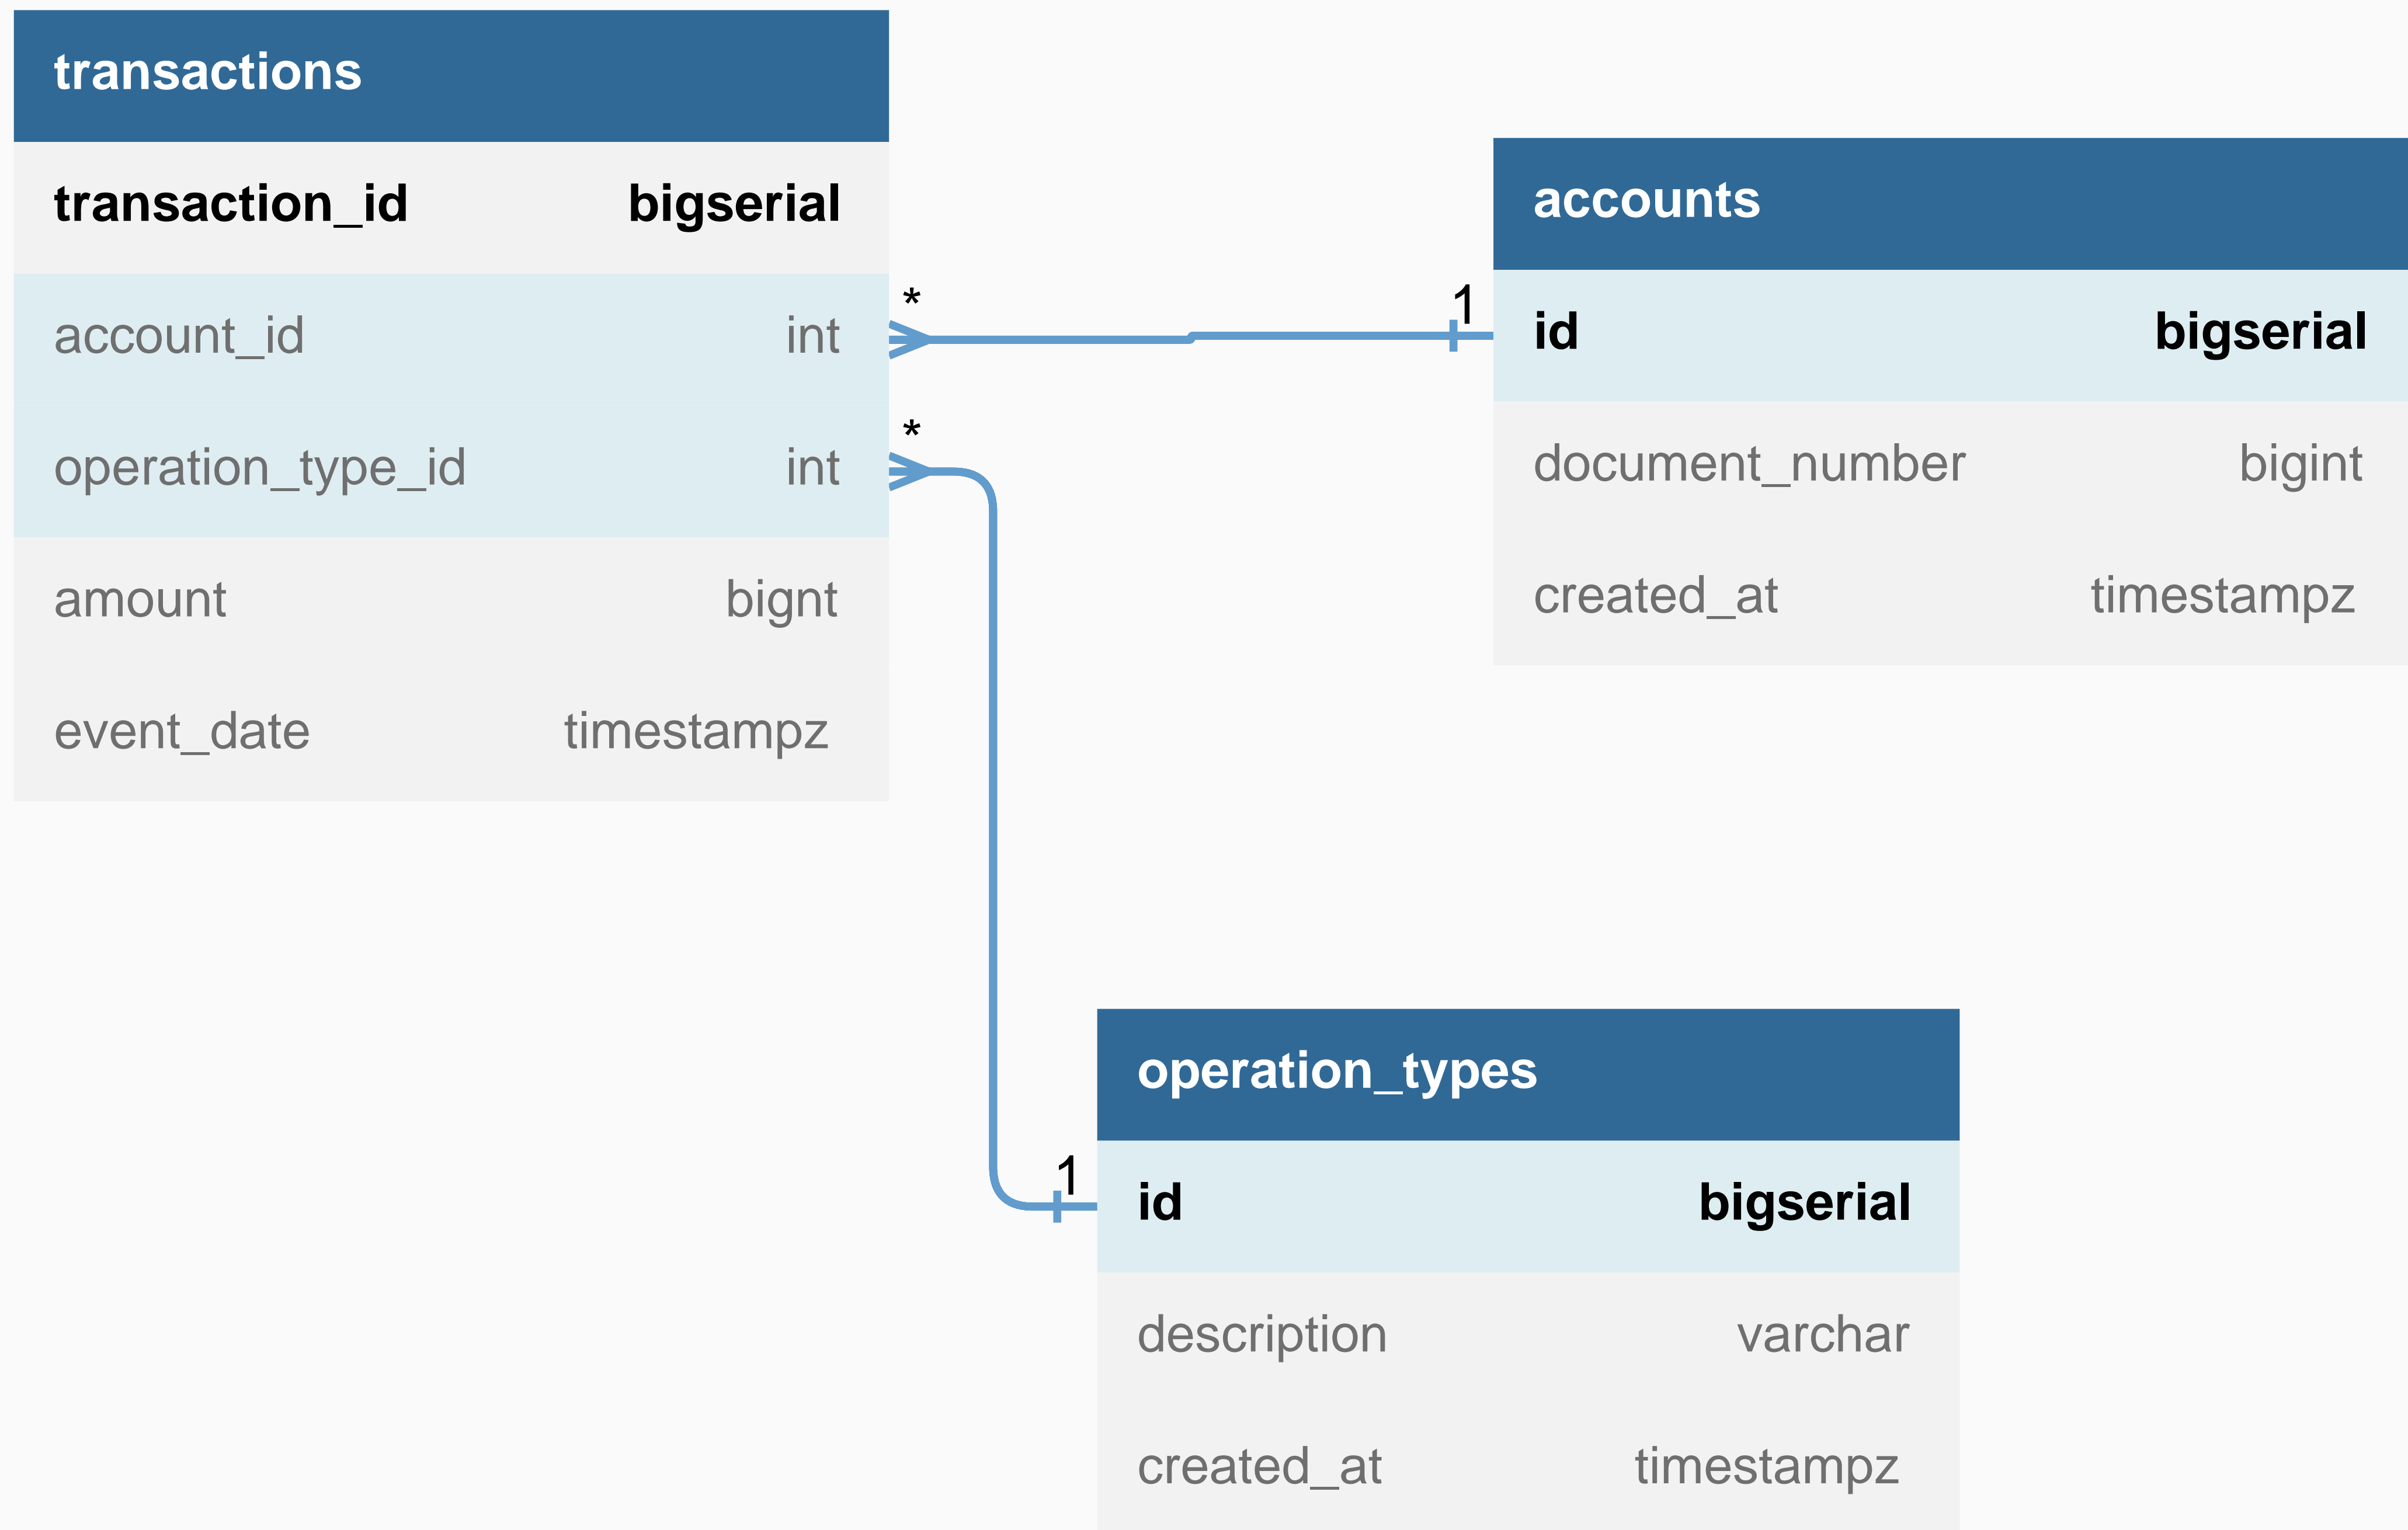 transactions
transaction_id bigserial
account_id int
operation_type_id int
amount bignt
event_date timestampz
*
*
1
accounts
id bigserial
document_number bigint
created_at timestampz
1
operation_types
id bigserial
description varchar
created_at timestampz